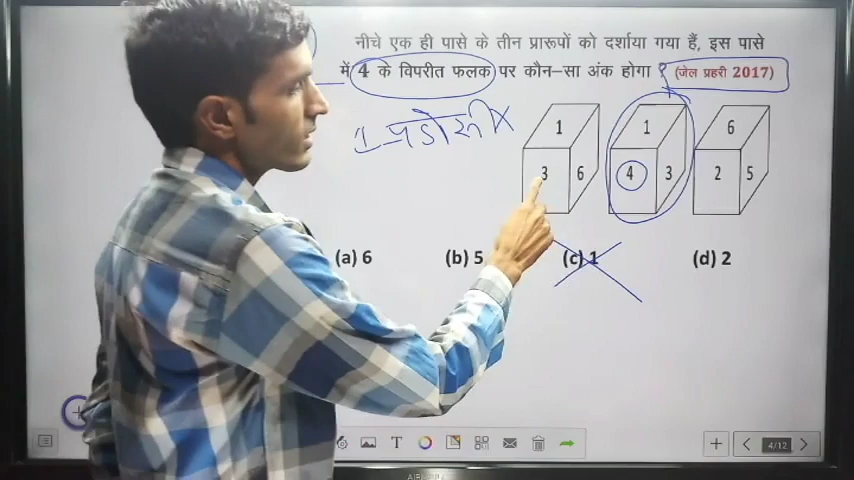 नीचे एक ही पासे के तीन प्रारूपों को दर्शाया गया हैं, इस पासे
में 4 के विपरीत फलक पर कौन–सा अंक होगा ? (जेल प्रहरी 2017)
1 - पडोसी X
1 3 6
1 4 3
6 2 5
(a) 6 (b) 5 (c) 1 (d) 2
T
4/12